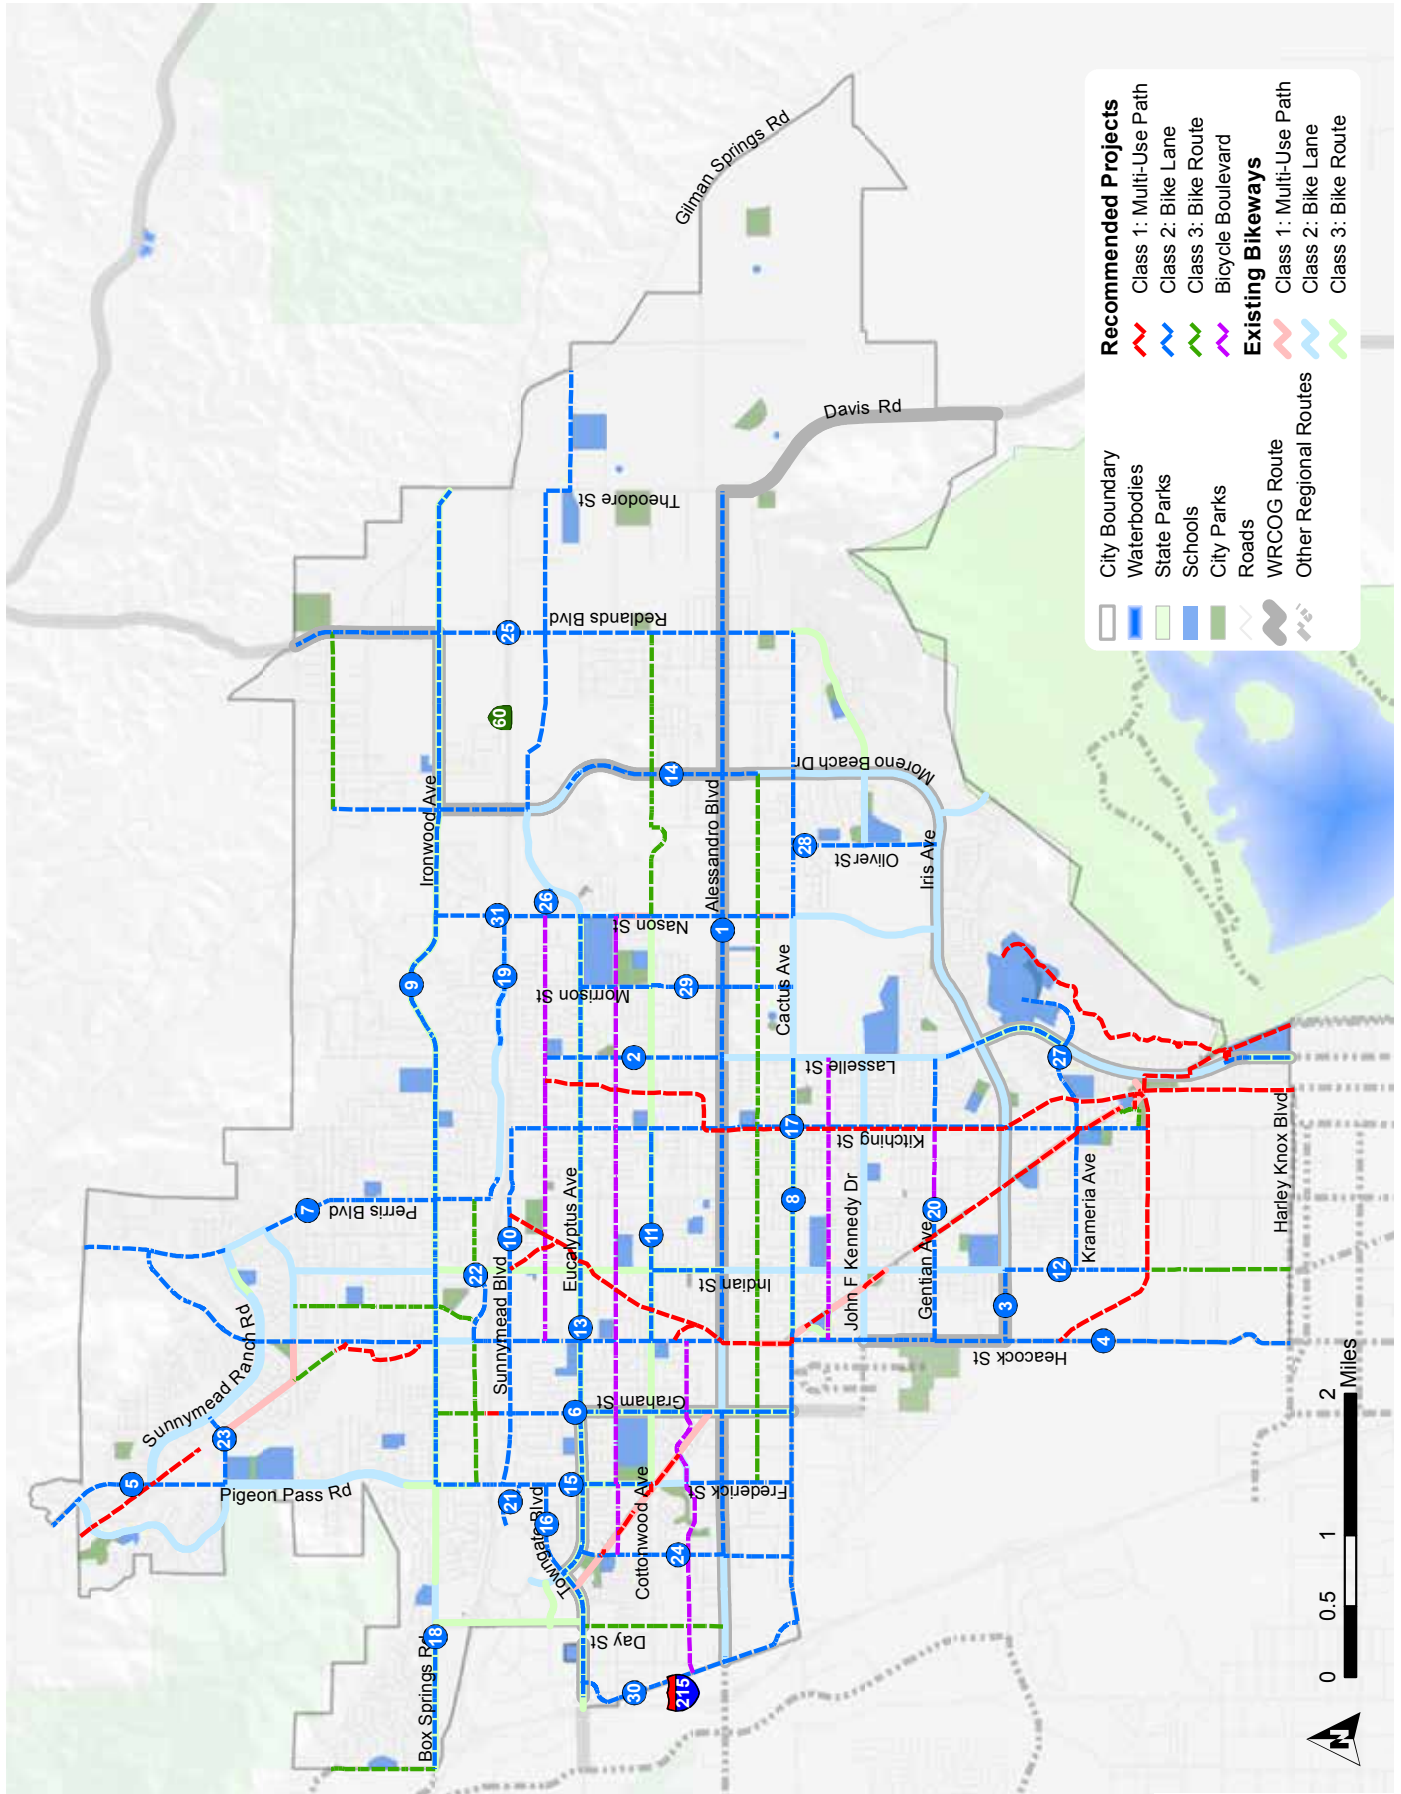 Gilman Springs Rd
Davis Rd
Theodore St
Redlands Blvd
25
60
Ironwood Ave
14
Moreno Beach Dr
Alessandro Blvd
28
Oliver St
Iris Ave
26
31
Nason St
1
9
19
Morrison St
29
Cactus Ave
2
Lasselle St
27
17
Kitching St
Harley Knox Blvd
7
Perris Blvd
Eucalyptus Ave
8
John F Kennedy Dr
20
Krameria Ave
10
11
Gentian Ave
22
Sunnymead Blvd
Indian St
12
13
3
4
Heacock St
Sunnymead Ranch Rd
6
Graham St
23
5
Pigeon Pass Rd
15
21
16
Towngate Blvd
Cottonwood Ave
Frederick St
24
18
Box Springs Rd
Day St
30
215
City Boundary
Waterbodies
State Parks
Schools
City Parks
Roads
WRCOG Route
Other Regional Routes
Recommended Projects
Class 1: Multi-Use Path
Class 2: Bike Lane
Class 3: Bike Route
Bicycle Boulevard
Existing Bikeways
Class 1: Multi-Use Path
Class 2: Bike Lane
Class 3: Bike Route
N
0 0.5 1 2
Miles